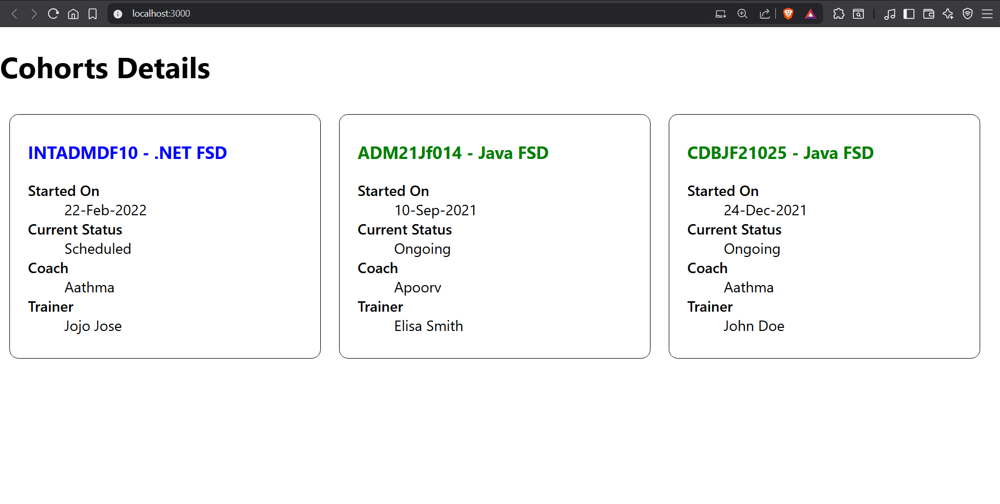 localhost:3000
Cohorts Details
INTADMDF10 - .NET FSD
Started On
22-Feb-2022
Current Status
Scheduled
Coach
Aathma
Trainer
Jojo Jose
ADM21Jf014 - Java FSD
Started On
10-Sep-2021
Current Status
Ongoing
Coach
Apoorv
Trainer
Elisa Smith
CDBJF21025 - Java FSD
Started On
24-Dec-2021
Current Status
Ongoing
Coach
Aathma
Trainer
John Doe